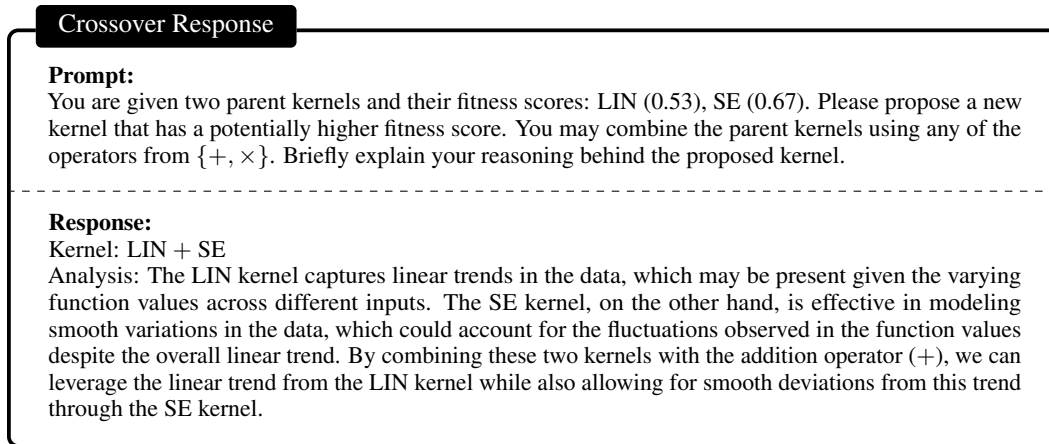 Crossover Response
Prompt:
You are given two parent kernels and their fitness scores: LIN (0.53), SE (0.67). Please propose a new
kernel that has a potentially higher fitness score. You may combine the parent kernels using any of the
operators from {+, ×}. Briefly explain your reasoning behind the proposed kernel.
Response:
Kernel: LIN + SE
Analysis: The LIN kernel captures linear trends in the data, which may be present given the varying
function values across different inputs. The SE kernel, on the other hand, is effective in modeling
smooth variations in the data, which could account for the fluctuations observed in the function values
despite the overall linear trend. By combining these two kernels with the addition operator (+), we can
leverage the linear trend from the LIN kernel while also allowing for smooth deviations from this trend
through the SE kernel.